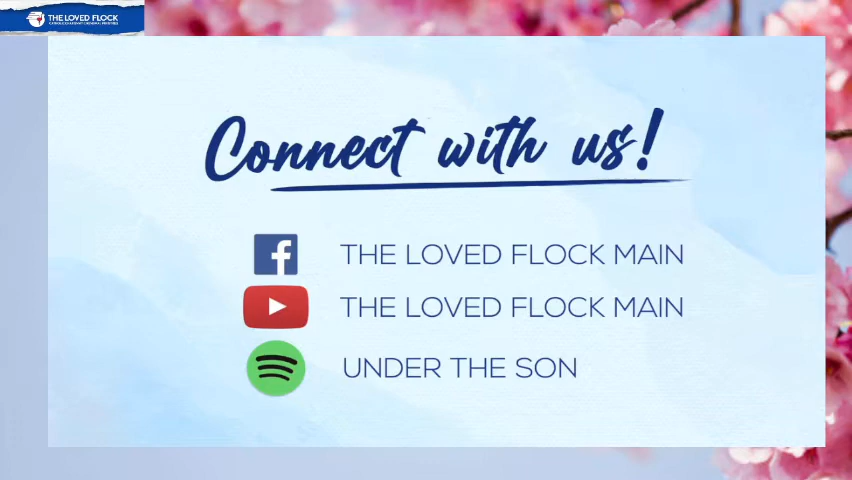 THE LOVED FLOCK
Connect with us!
THE LOVED FLOCK MAIN
THE LOVED FLOCK MAIN
UNDER THE SON